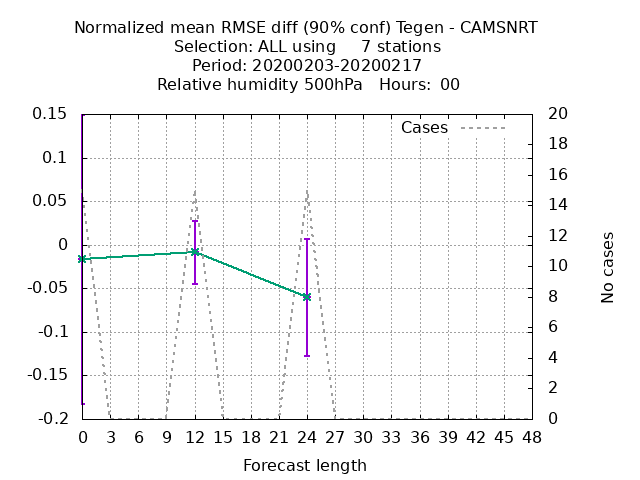 Normalized mean RMSE diff (90% conf) Tegen - CAMSNRT
Selection: ALL using     7 stations
Period: 20200203-20200217
Relative humidity 500hPa   Hours:  00
Cases
0.15
0.1
0.05
0
-0.05
-0.1
-0.15
-0.2
20
18
16
14
12
10
8
6
4
2
0
No cases
0 3 6 9 12 15 18 21 24 27 30 33 36 39 42 45 48
Forecast length